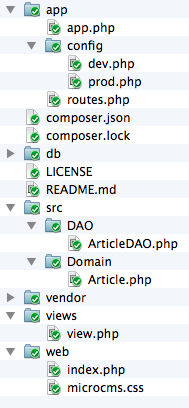 app
app.php
config
dev.php
prod.php
routes.php
composer.json
composer.lock
db
LICENSE
README.md
src
DAO
ArticleDAO.php
Domain
Article.php
vendor
views
view.php
web
index.php
microcms.css